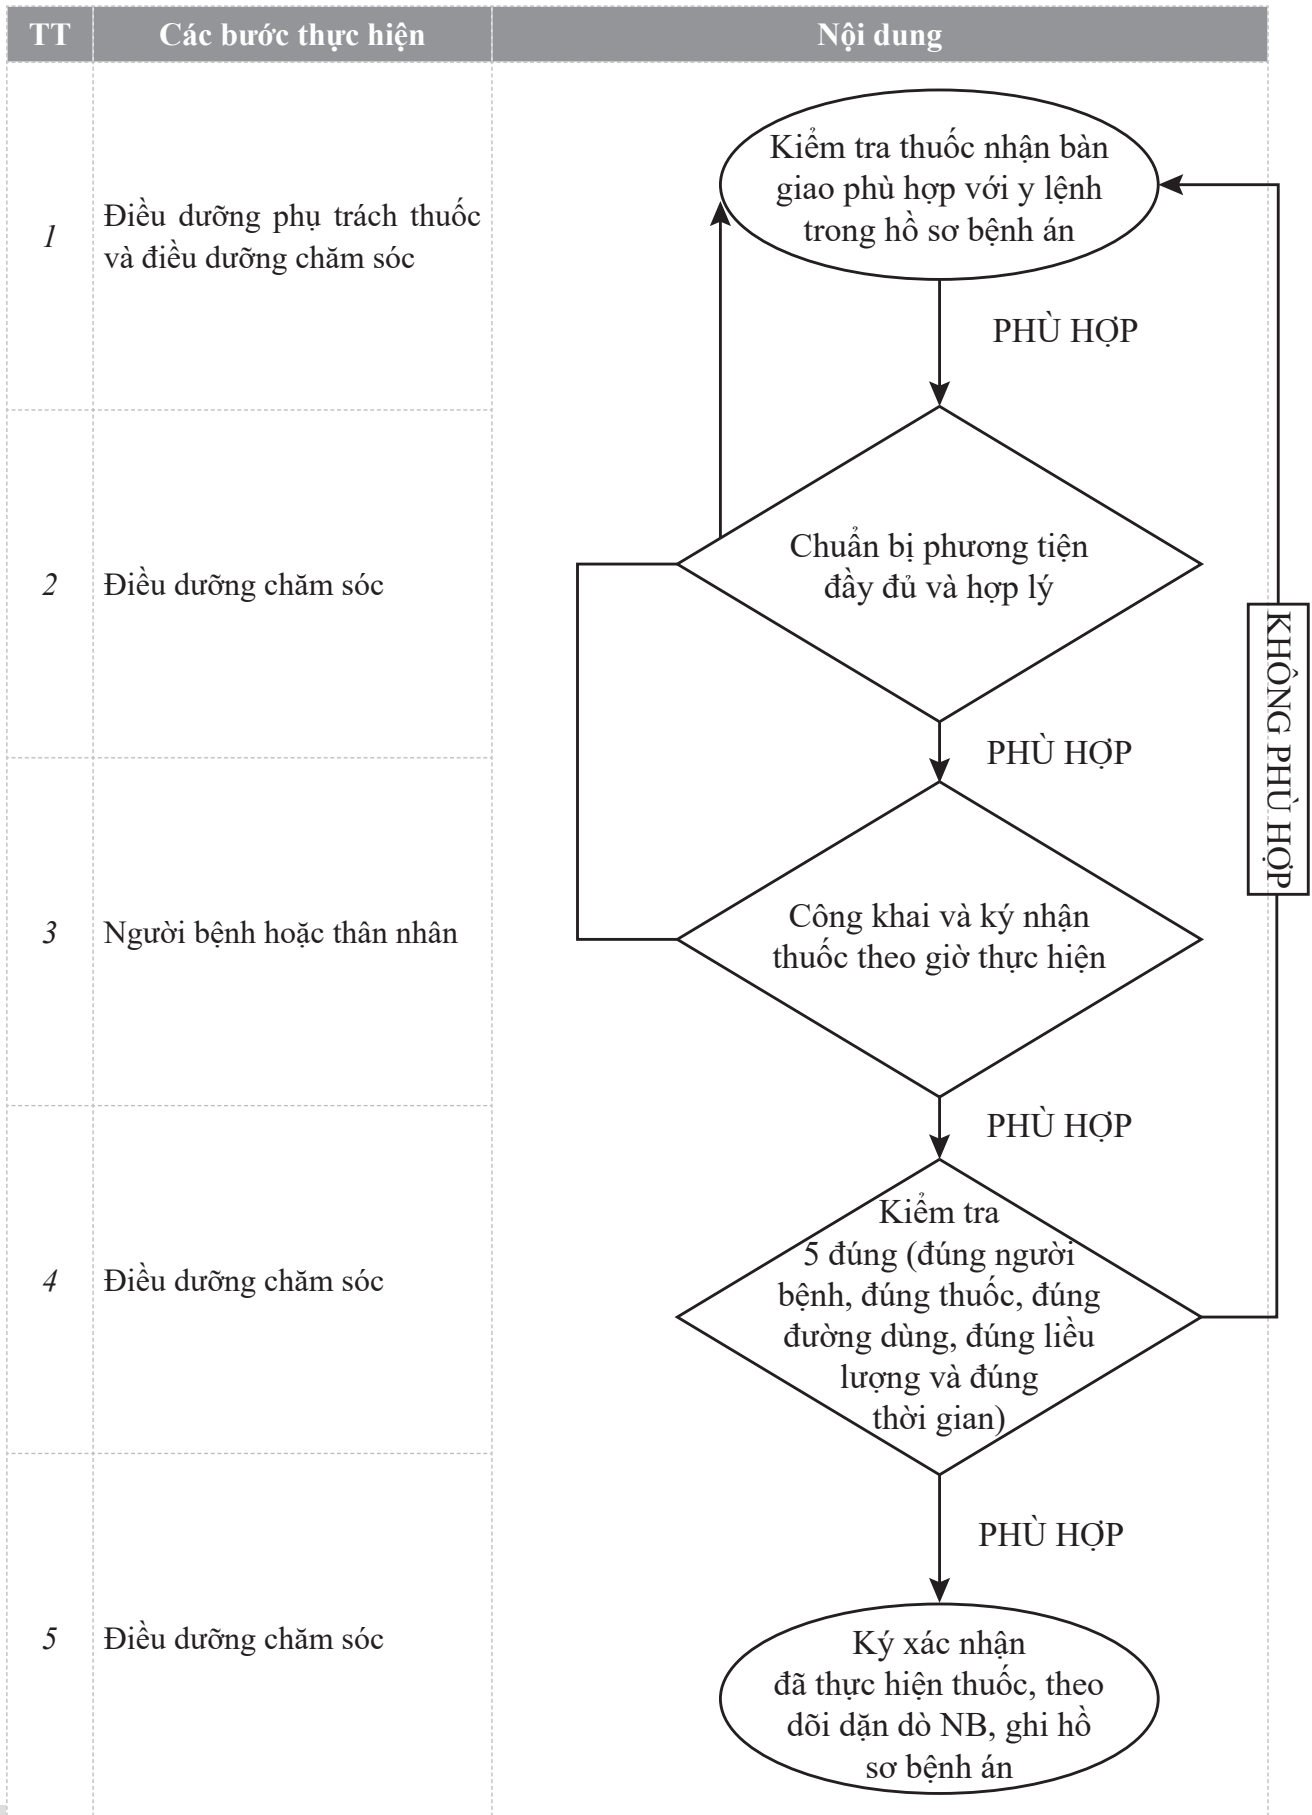 TT
Các bước thực hiện
Nội dung
1
Điều dưỡng phụ trách thuốc
và điều dưỡng chăm sóc
Kiểm tra thuốc nhận bàn
giao phù hợp với y lệnh
trong hồ sơ bệnh án
PHÙ HỢP
2
Điều dưỡng chăm sóc
Chuẩn bị phương tiện
đầy đủ và hợp lý
PHÙ HỢP
KHÔNG PHÙ HỢP
3
Người bệnh hoặc thân nhân
Công khai và ký nhận
thuốc theo giờ thực hiện
PHÙ HỢP
4
Điều dưỡng chăm sóc
Kiểm tra
5 đúng (đúng người
bệnh, đúng thuốc, đúng
đường dùng, đúng liều
lượng và đúng
thời gian)
PHÙ HỢP
5
Điều dưỡng chăm sóc
Ký xác nhận
đã thực hiện thuốc, theo
dõi dặn dò NB, ghi hồ
sơ bệnh án